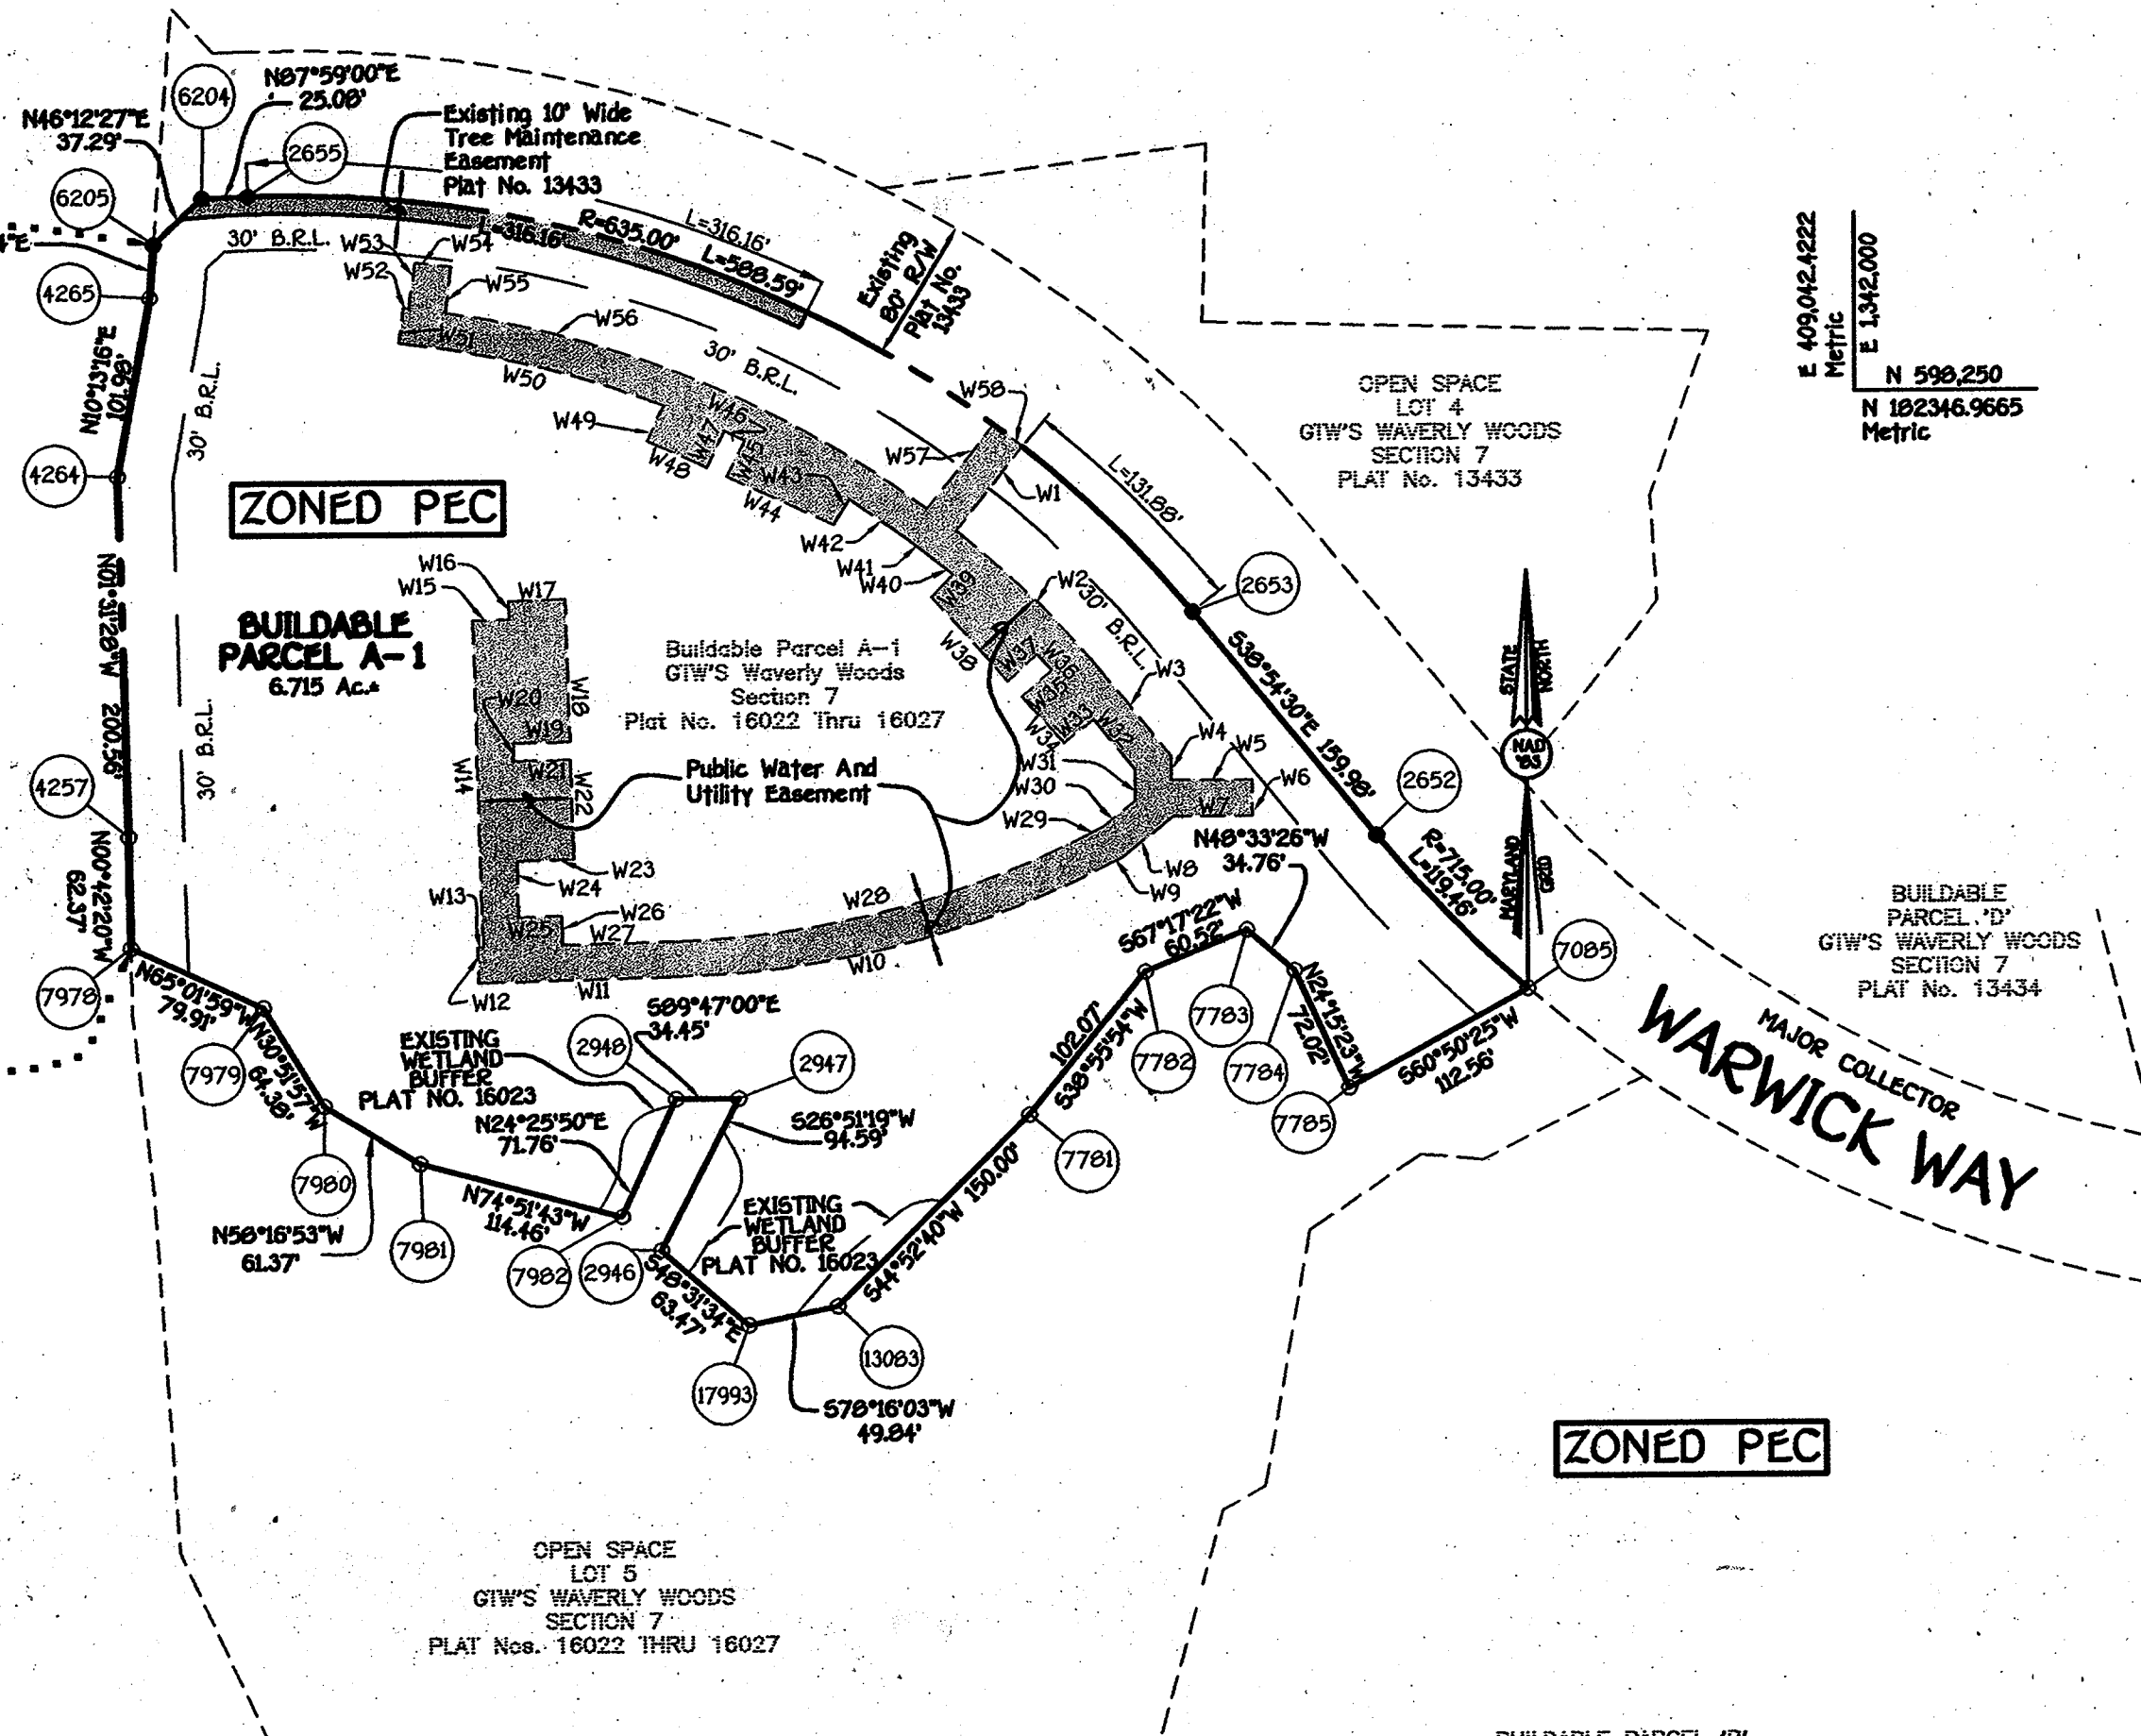 N87°59'00"E
25.08'
6204
N46°12'27"E
37.29'
2655
Existing 10' Wide
Tree Maintenance
Easement
Plat No. 13433
6205
4"E
4265
30' B.R.L.
W53
W54
W52
W55
W56
L=316.16'
R=635.00'
L=316.16'
L=588.59'
Existing
80' R/W
Plat No.
13433
E 409,042.4222
Metric
E 1,342,000
N 598,250
N 182346.9665
Metric
N10°13'16"E
101.98'
30' B.R.L.
W51
W50
30' B.R.L.
W58
W49
W46
W47
W45
W48
W43
W44
W57
W1
L=131.88'
OPEN SPACE
LOT 4
GTW'S WAVERLY WOODS
SECTION 7
PLAT No. 13433
4264
ZONED PEC
W42
W41
W40
W39
W2
30' B.R.L.
2653
N01°31'28"W 200.56'
W16
W15
W17
BUILDABLE
PARCEL A-1
6.715 Ac.±
Buildable Parcel A-1
GTW'S Waverly Woods
Section 7
Plat No. 16022 Thru 16027
W38
W37
W36
W35
W34
W33
W32
W3
S38°54'30"E 159.98'
STATE
NORTH
NAD
'83
MARYLAND
GRID
W20
W18
W19
W21
W14
W22
30' B.R.L.
Public Water And
Utility Easement
W4
W5
W6
W7
W31
W30
W29
W8
W9
2652
R=715.00'
L=119.46'
4257
N00°42'20"W
62.37'
W23
W24
W13
W26
W25
W27
W28
W10
W11
W12
N48°33'26"W
34.76'
S67°17'22"W
60.52'
7085
BUILDABLE
PARCEL 'D'
GTW'S WAVERLY WOODS
SECTION 7
PLAT No. 13434
7978
N65°01'59"W
79.91'
7979
N30°51'57"W
64.38'
S89°47'00"E
34.45'
EXISTING
WETLAND
BUFFER
PLAT NO. 16023
2948
2947
N24°25'50"E
71.76'
S26°51'19"W
94.59'
102.07'
S38°55'54"W
7782
7783
7784
N24°15'23"W
72.02'
S60°50'25"W
112.56'
7785
MAJOR COLLECTOR
WARWICK WAY
7781
7980
N58°16'53"W
61.37'
7981
N74°51'43"W
114.46'
7982
2946
EXISTING
WETLAND
BUFFER
PLAT NO. 16023
S44°52'40"W 150.00'
S48°31'34"E
63.47'
17993
13083
S78°16'03"W
49.84'
ZONED PEC
OPEN SPACE
LOT 5
GTW'S WAVERLY WOODS
SECTION 7
PLAT Nos. 16022 THRU 16027
BUILDABLE PARCEL